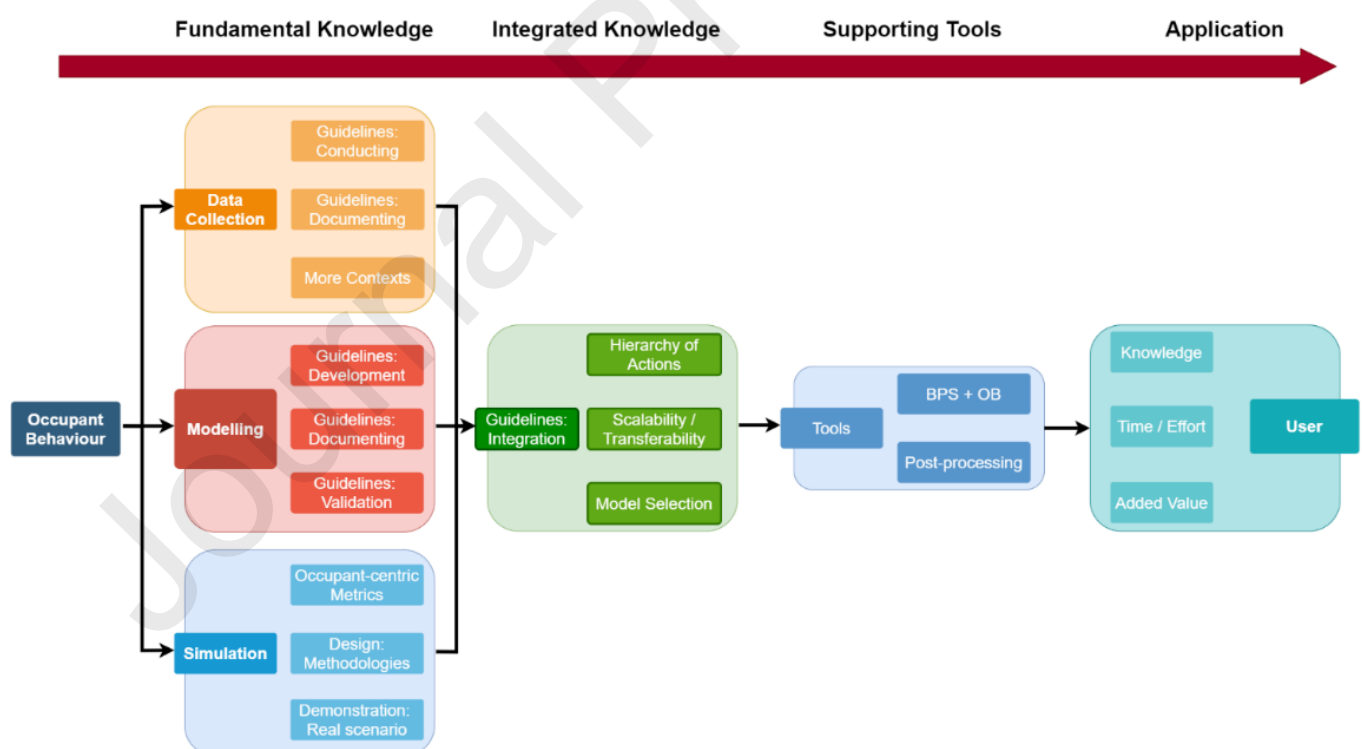 Fundamental Knowledge
Integrated Knowledge
Supporting Tools
Application
Guidelines:
Conducting
Data
Collection
Guidelines:
Documenting
More Contexts
Guidelines:
Development
Occupant
Behaviour
Modelling
Guidelines:
Documenting
Guidelines:
Validation
Occupant-centric
Metrics
Simulation
Design:
Methodologies
Demonstration:
Real scenario
Hierarchy of
Actions
Guidelines:
Integration
Scalability /
Transferability
Model Selection
Tools
BPS + OB
Post-processing
Knowledge
Time / Effort
Added Value
User
Journal Pr